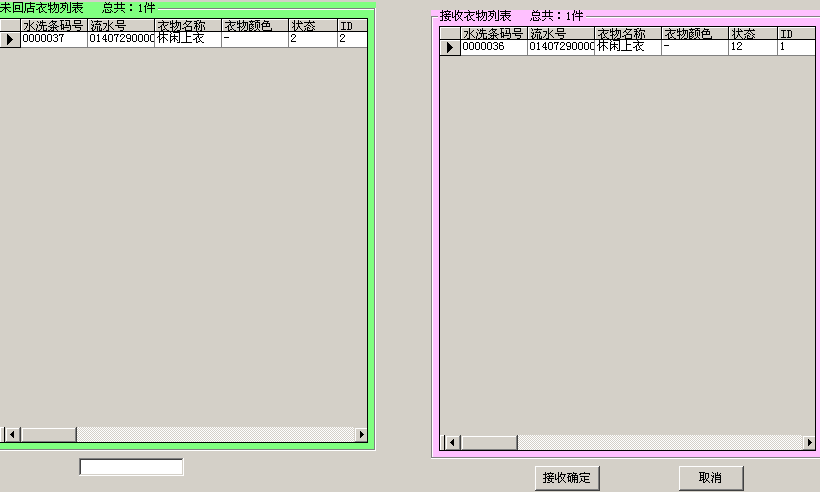 未回店衣物列表 总共：1件
水洗条码号 流水号 衣物名称 衣物颜色 状态 ID
0000037 01407290000 休闲上衣 - 2 2
接收衣物列表 总共：1件
水洗条码号 流水号 衣物名称 衣物颜色 状态 ID
0000036 01407290000 休闲上衣 - 12 1
接收确定 取消